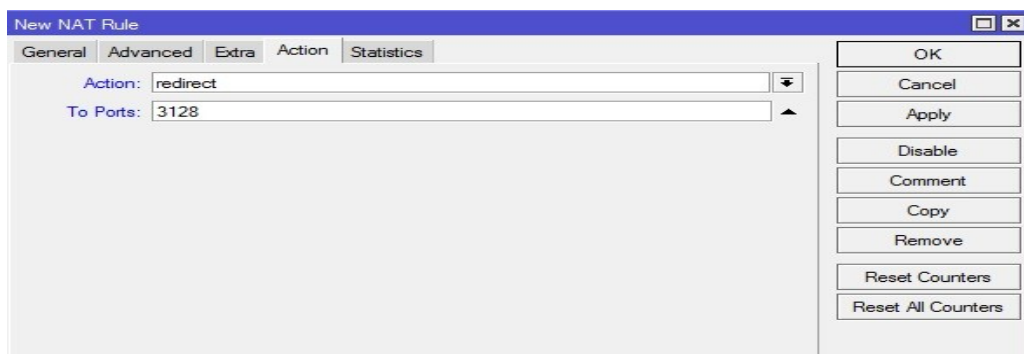 New NAT Rule
General Advanced Extra Action Statistics
Action: redirect
To Ports: 3128
OK
Cancel
Apply
Disable
Comment
Copy
Remove
Reset Counters
Reset All Counters